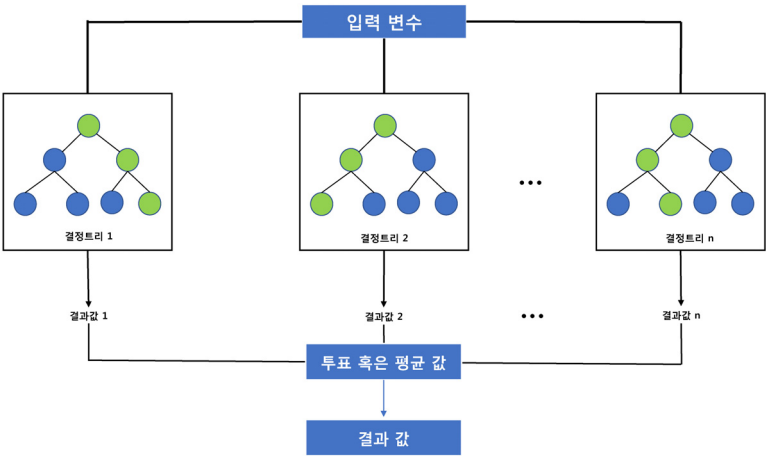 입력 변수
결정트리 1
결정트리 2
...
결정트리 n
결과값 1
결과값 2
...
결과값 n
투표 혹은 평균 값
결과 값